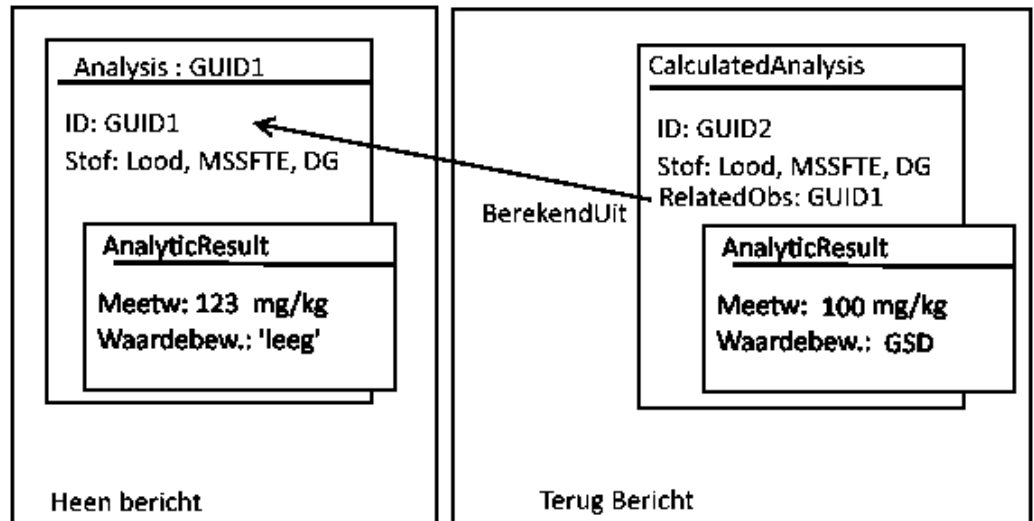 Analysis : GUID1
ID: GUID1
Stof: Lood, MSSFTE, DG
AnalyticResult
Meetw: 123 mg/kg
Waardebew.: 'leeg'
Heen bericht
CalculatedAnalysis
ID: GUID2
Stof: Lood, MSSFTE, DG
RelatedObs: GUID1
BerekendUit
AnalyticResult
Meetw: 100 mg/kg
Waardebew.: GSD
Terug Bericht